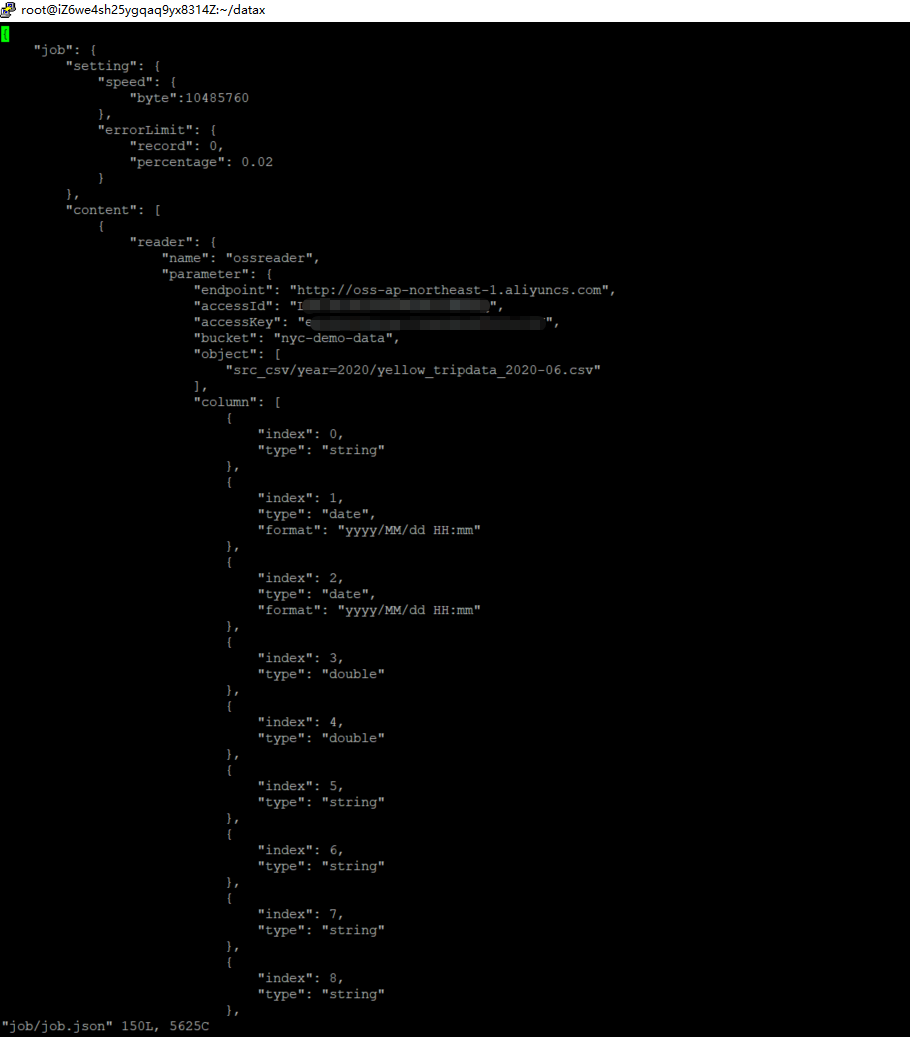 root@iZ6we4sh25ygqaq9yx8314Z:~/datax
{
    "job": {
        "setting": {
            "speed": {
                "byte":10485760
            },
            "errorLimit": {
                "record": 0,
                "percentage": 0.02
            }
        },
        "content": [
            {
                "reader": {
                    "name": "ossreader",
                    "parameter": {
                        "endpoint": "http://oss-ap-northeast-1.aliyuncs.com",
                        "accessId": "
                        "accessKey": "
                        "bucket": "nyc-demo-data",
                        "object": [
                            "src_csv/year=2020/yellow_tripdata_2020-06.csv"
                        ],
                        "column": [
                            {
                                "index": 0,
                                "type": "string"
                            },
                            {
                                "index": 1,
                                "type": "date",
                                "format": "yyyy/MM/dd HH:mm"
                            },
                            {
                                "index": 2,
                                "type": "date",
                                "format": "yyyy/MM/dd HH:mm"
                            },
                            {
                                "index": 3,
                                "type": "double"
                            },
                            {
                                "index": 4,
                                "type": "double"
                            },
                            {
                                "index": 5,
                                "type": "string"
                            },
                            {
                                "index": 6,
                                "type": "string"
                            },
                            {
                                "index": 7,
                                "type": "string"
                            },
                            {
                                "index": 8,
                                "type": "string"
                            },
"job/job.json" 150L, 5625C